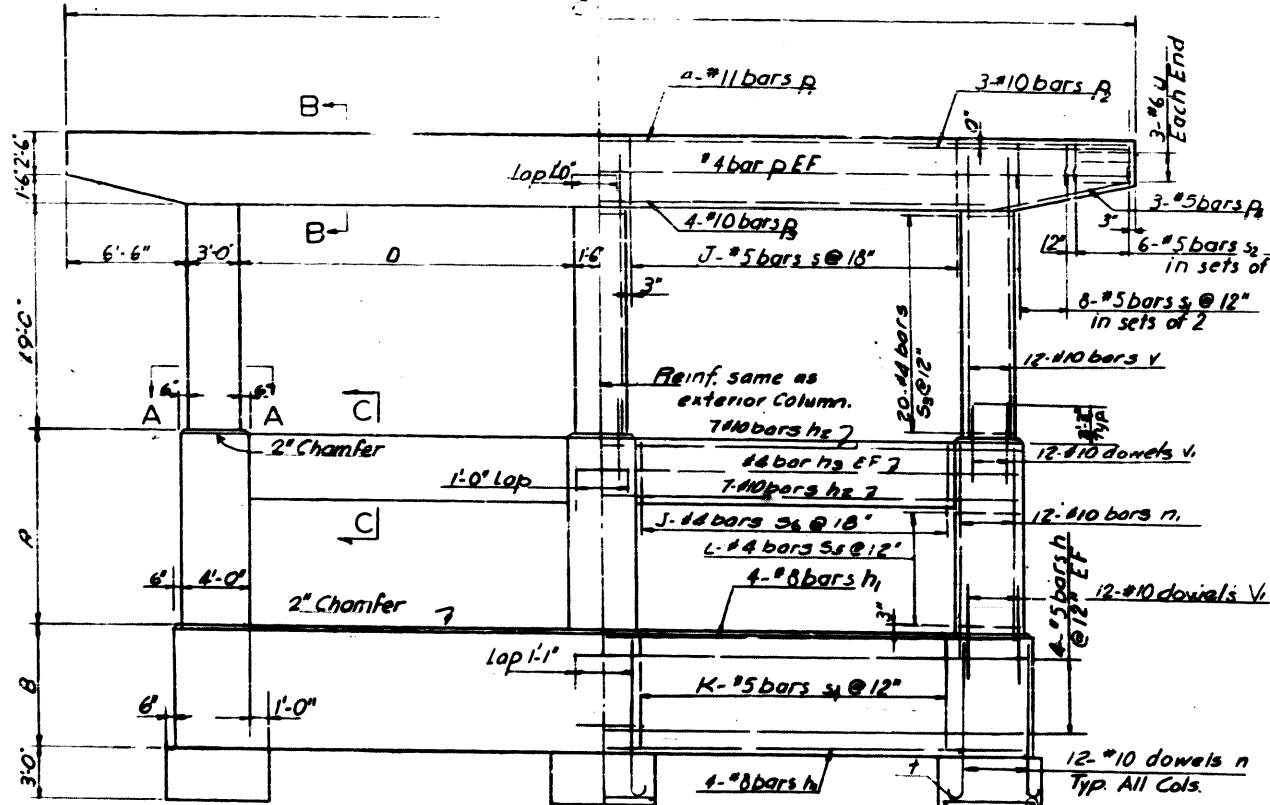 a-#11 bars p1
3-#10 bars p2
3-#6 u
Each End
B
0"
1'-6" 2'-6"
Lap 1'-0"
#4 bar p EF
B
4-#10 bars p3
3-#5 bars p4
3"
6'-6"
3'-0"
D
1'-6"
J-#5 bars s @ 18"
12"
6-#5 bars s2
in sets of
3"
8-#5 bars s1 @ 12"
in sets of 2
19'-0"
20-#4 bars
S3 @ 12"
12-#10 bars v
6"
6"
A
A
C
Reinf. same as
exterior Column.
7#10 bars h2
Typ
2" Chamfer
#4 bar h3 EF
12-#10 dowels v1
1'-0" Lap
7-#10 bars h2
C
J-#4 bars S6 @ 18"
12-#10 bars n1
A
L-#4 bars S5 @ 12"
6"
4'-0"
4-#8 bars h1
4-#5 bars h
@ 12" EF
12-#10 dowels V1
2" Chamfer
3"
Lap 1'-1"
B
K-#5 bars s4 @ 12"
6"
1'-0"
3'-0"
4-#8 bars h1
t
12-#10 dowels n
Typ. All Cols.